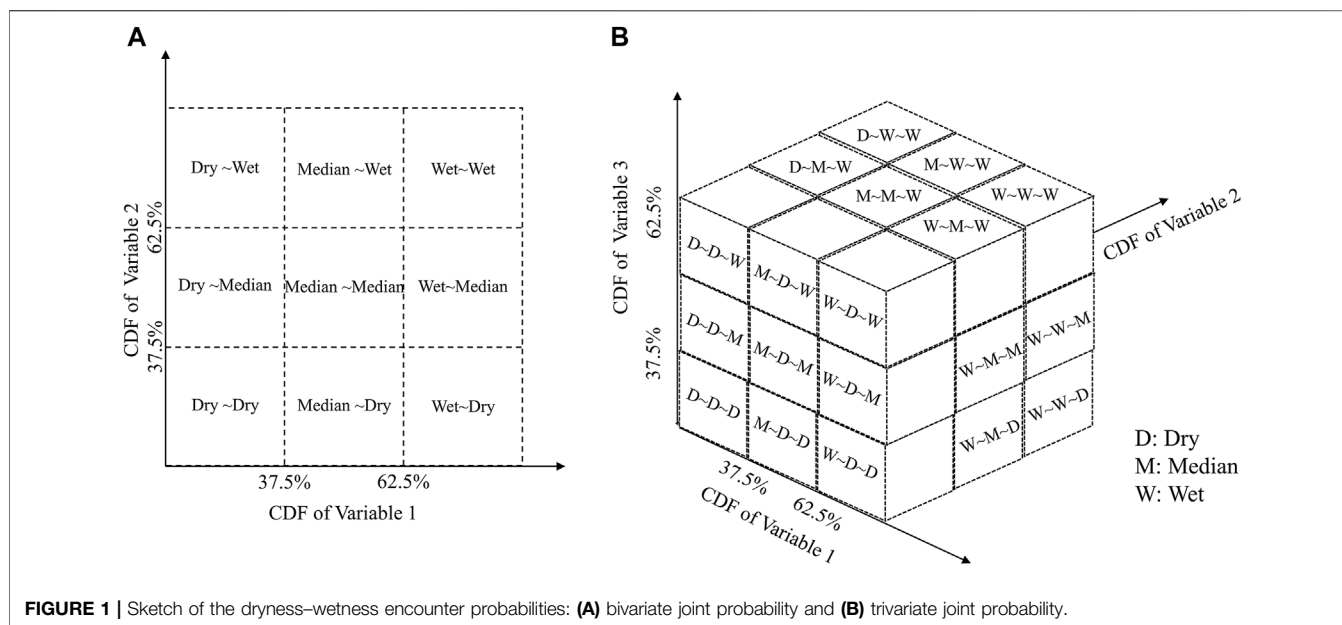 A
B
Dry ~Wet
Median ~Wet
Wet~Wet
Dry ~Median
Median ~Median
Wet~Median
Dry ~Dry
Median ~Dry
Wet~Dry
CDF of Variable 2
62.5%
37.5%
37.5%
62.5%
CDF of Variable 1
D~W~W
D~M~W
M~W~W
M~M~W
W~W~W
W~M~W
D~D~W
M~D~W
W~D~W
D~D~M
M~D~M
W~D~M
W~M~M
W~W~M
D~D~D
M~D~D
W~D~D
W~M~D
W~W~D
CDF of Variable 3
62.5%
37.5%
CDF of Variable 2
37.5%
62.5%
CDF of Variable 1
D: Dry
M: Median
W: Wet
FIGURE 1 | Sketch of the dryness–wetness encounter probabilities: (A) bivariate joint probability and (B) trivariate joint probability.